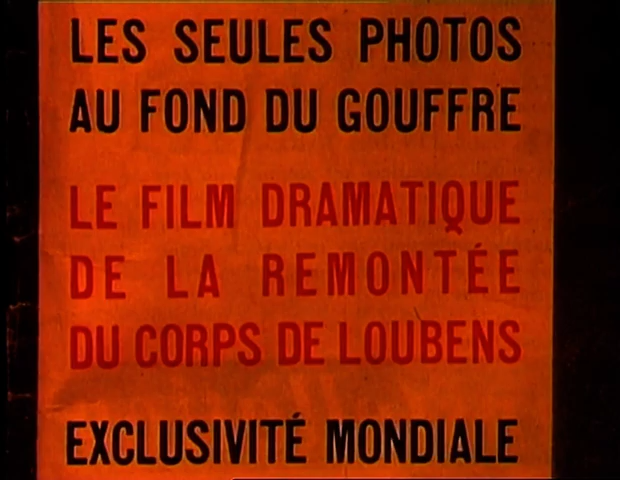 LES SEULES PHOTOS
AU FOND DU GOUFFRE
LE FILM DRAMATIQUE
DE LA REMONTÉE
DU CORPS DE LOUBENS
EXCLUSIVITÉ MONDIALE